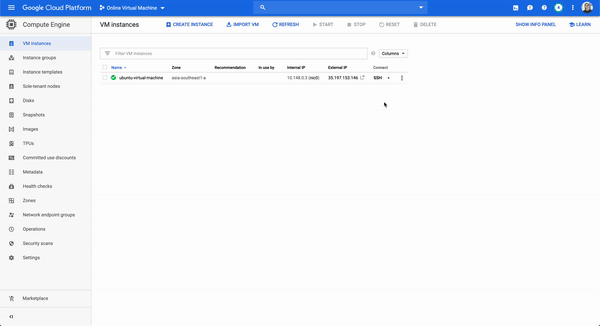 Google Cloud Platform
Online Virtual Machine
Compute Engine
VM instances
CREATE INSTANCE
IMPORT VM
REFRESH
START
STOP
RESET
DELETE
SHOW INFO PANEL
LEARN
VM instances
Instance groups
Instance templates
Sole-tenant nodes
Disks
Snapshots
Images
TPUs
Committed use discounts
Metadata
Health checks
Zones
Network endpoint groups
Operations
Security scans
Settings
Marketplace
Filter VM instances
Columns
Name Zone Recommendation In use by Internal IP External IP Connect
ubuntu-virtual-machine asia-southeast1-a 10.148.0.3 (nic0) 35.197.153.146 SSH